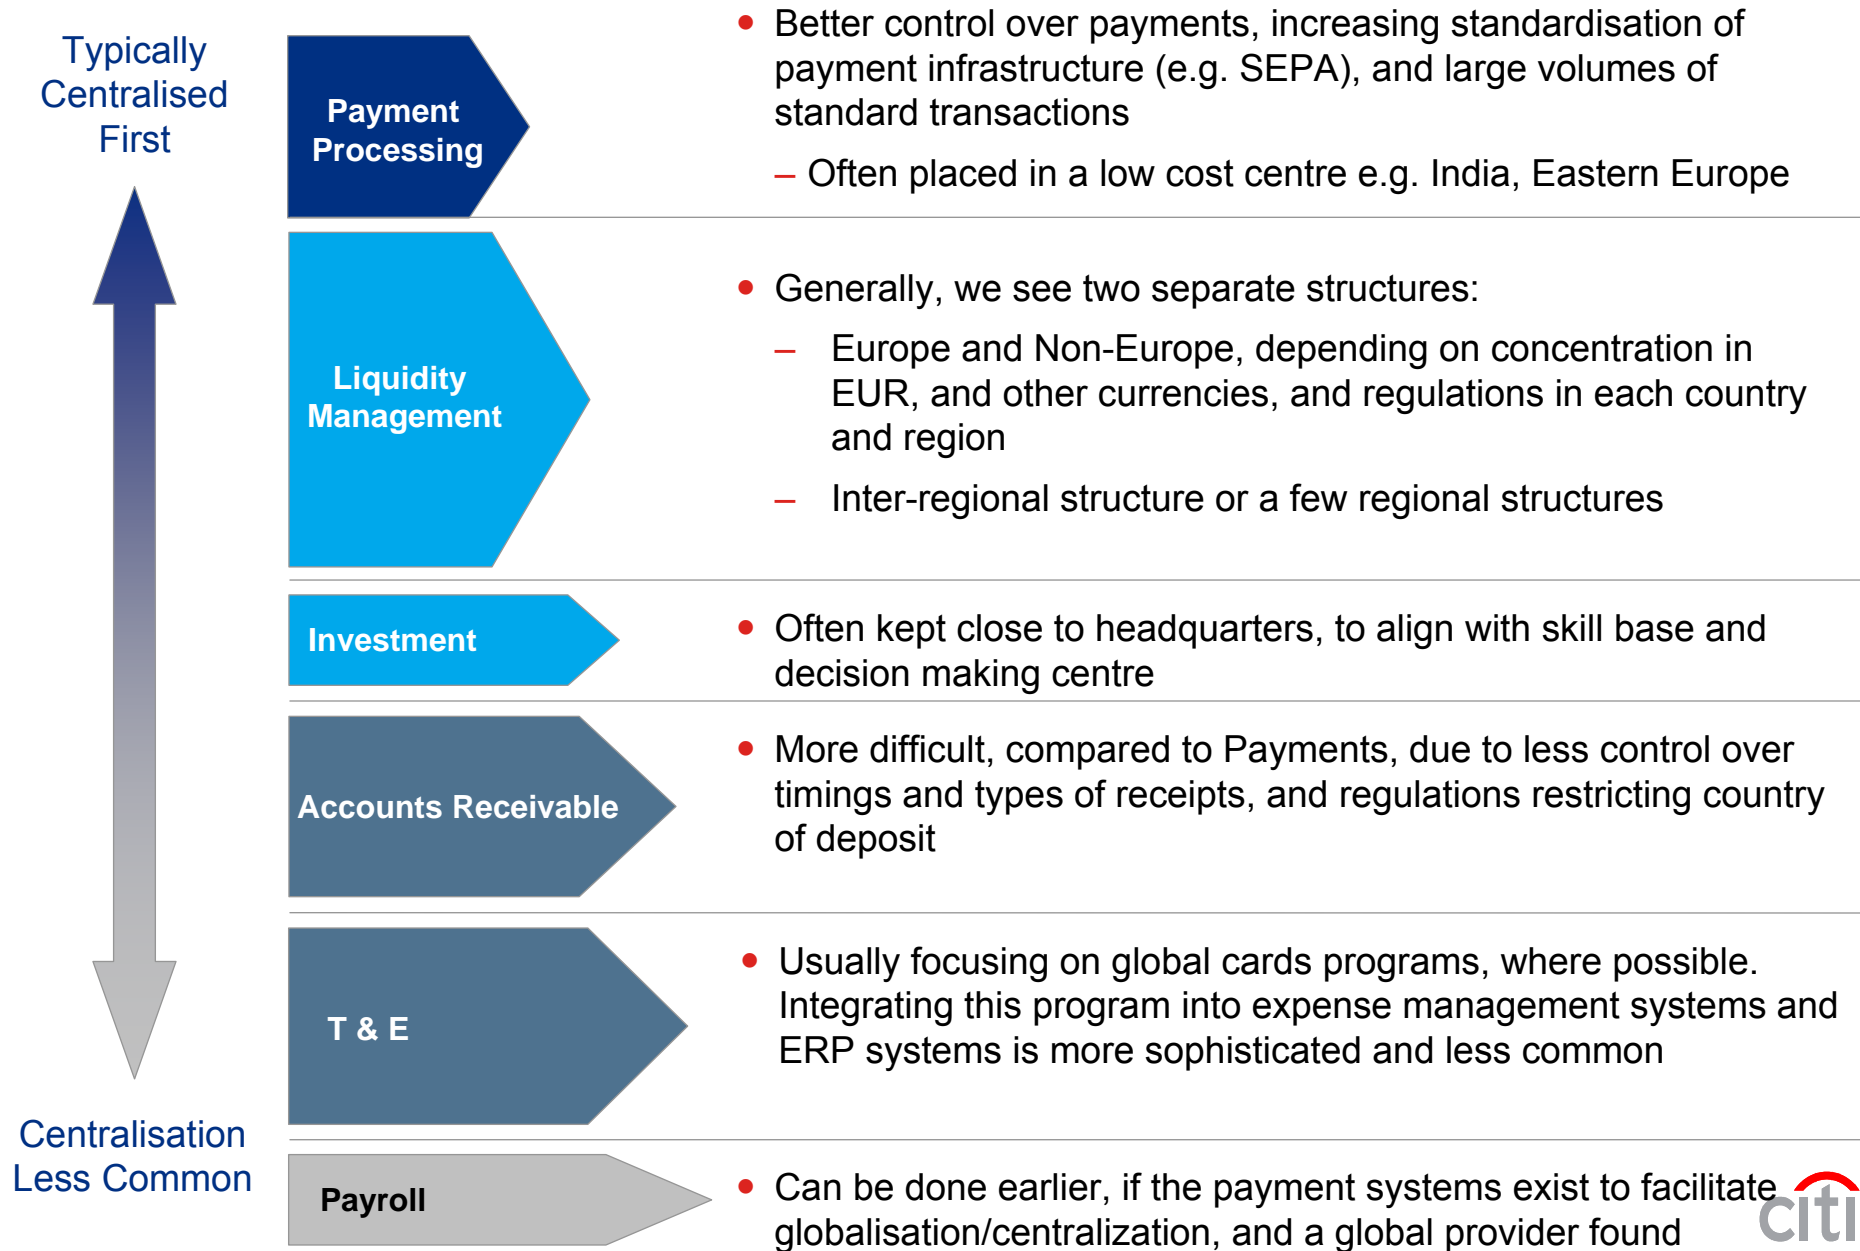 Typically
Centralised
First
Payment
Processing
• Better control over payments, increasing standardisation of
payment infrastructure (e.g. SEPA), and large volumes of
standard transactions
– Often placed in a low cost centre e.g. India, Eastern Europe
Liquidity
Management
• Generally, we see two separate structures:
– Europe and Non-Europe, depending on concentration in
EUR, and other currencies, and regulations in each country
and region
– Inter-regional structure or a few regional structures
Investment
• Often kept close to headquarters, to align with skill base and
decision making centre
Accounts Receivable
• More difficult, compared to Payments, due to less control over
timings and types of receipts, and regulations restricting country
of deposit
T & E
• Usually focusing on global cards programs, where possible.
Integrating this program into expense management systems and
ERP systems is more sophisticated and less common
Centralisation
Less Common
Payroll
• Can be done earlier, if the payment systems exist to facilitate
globalisation/centralization, and a global provider found
citi